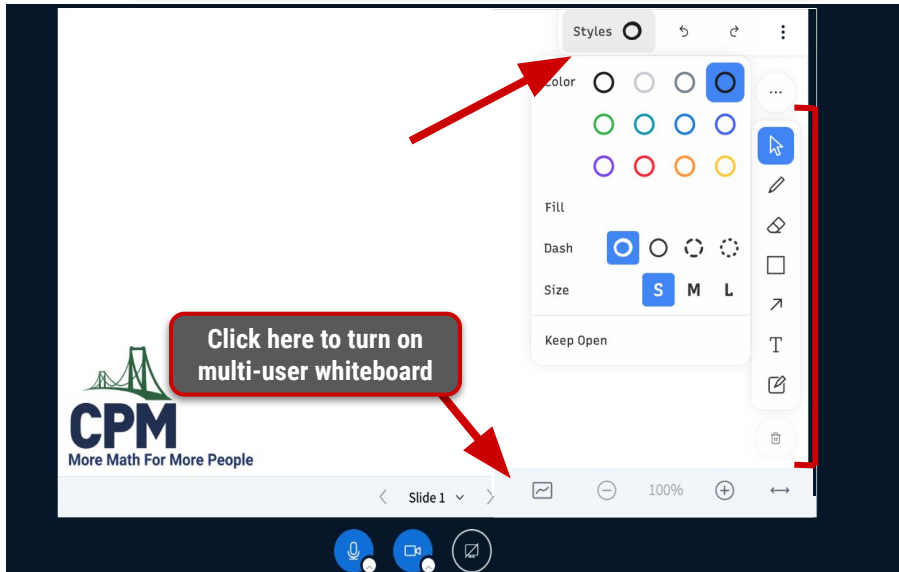 Styles
Color
Fill
Dash
Size S M L
Keep Open
T
Click here to turn on
multi-user whiteboard
CPM
More Math For More People
Slide 1
100%